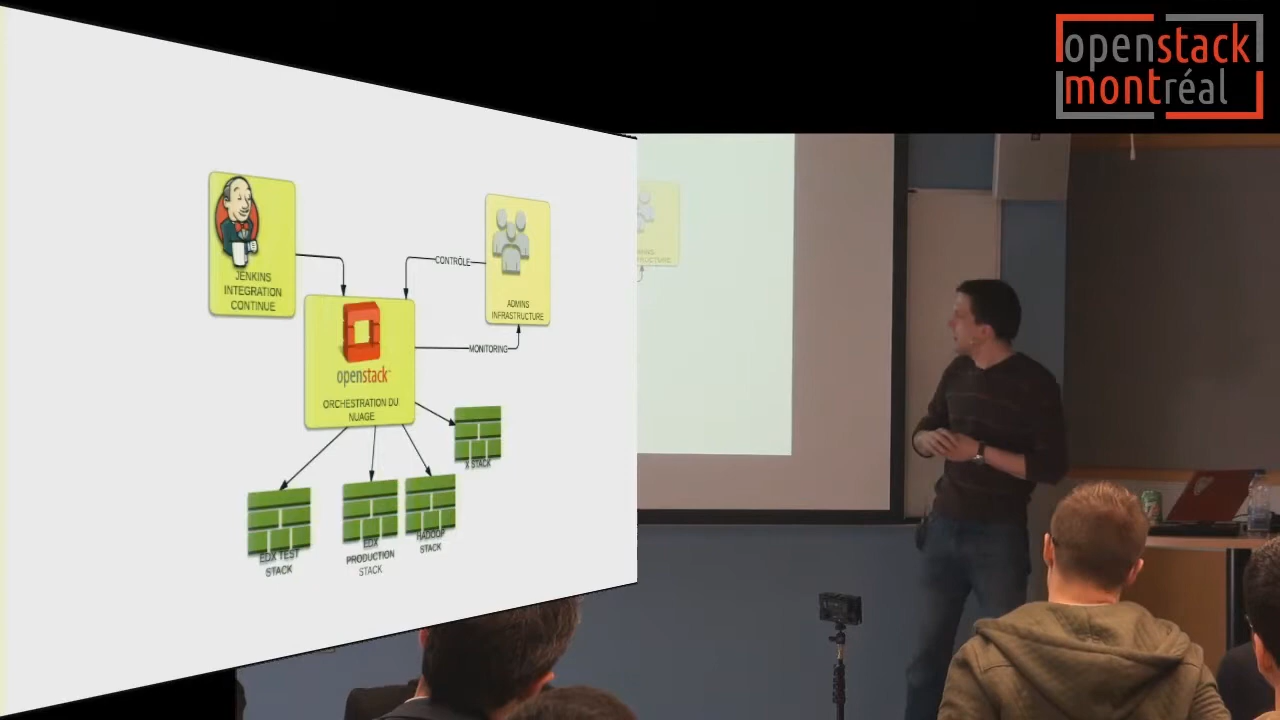 openstack
montréal
JENKINS
INTEGRATION
CONTINUE
CONTRÔLE
ADMINS
INFRASTRUCTURE
openstack
MONITORING
ORCHESTRATION DU
NUAGE
X STACK
EDX TEST
STACK
EDX
PRODUCTION
STACK
HADOOP
STACK